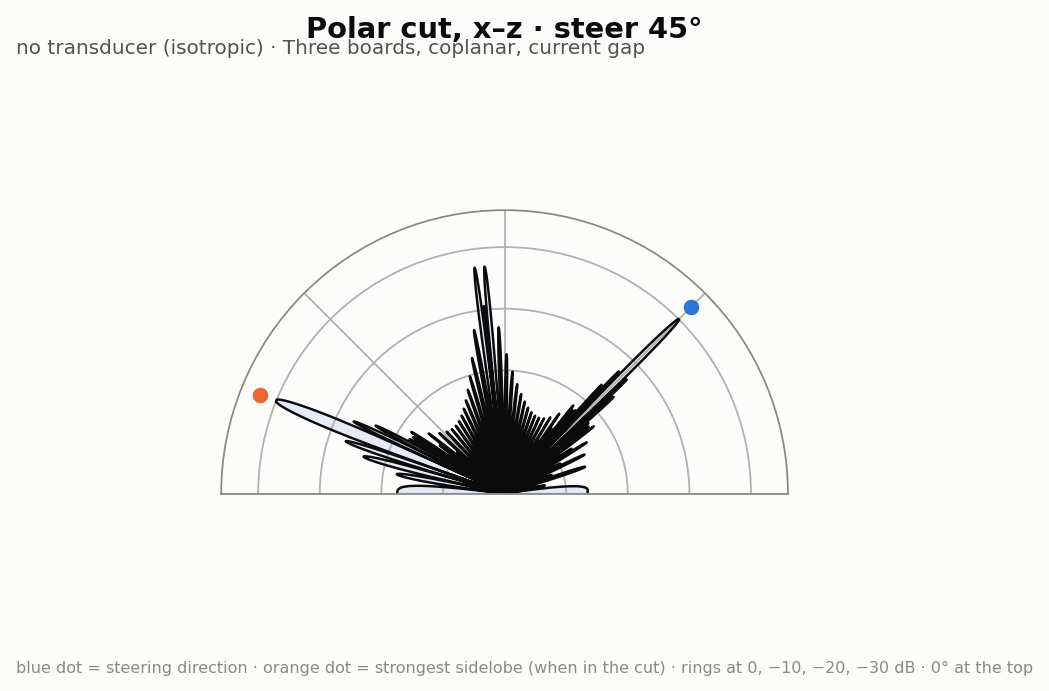 Polar cut, x–z · steer 45°
no transducer (isotropic) · Three boards, coplanar, current gap
blue dot = steering direction · orange dot = strongest sidelobe (when in the cut) · rings at 0, −10, −20, −30 dB · 0° at the top